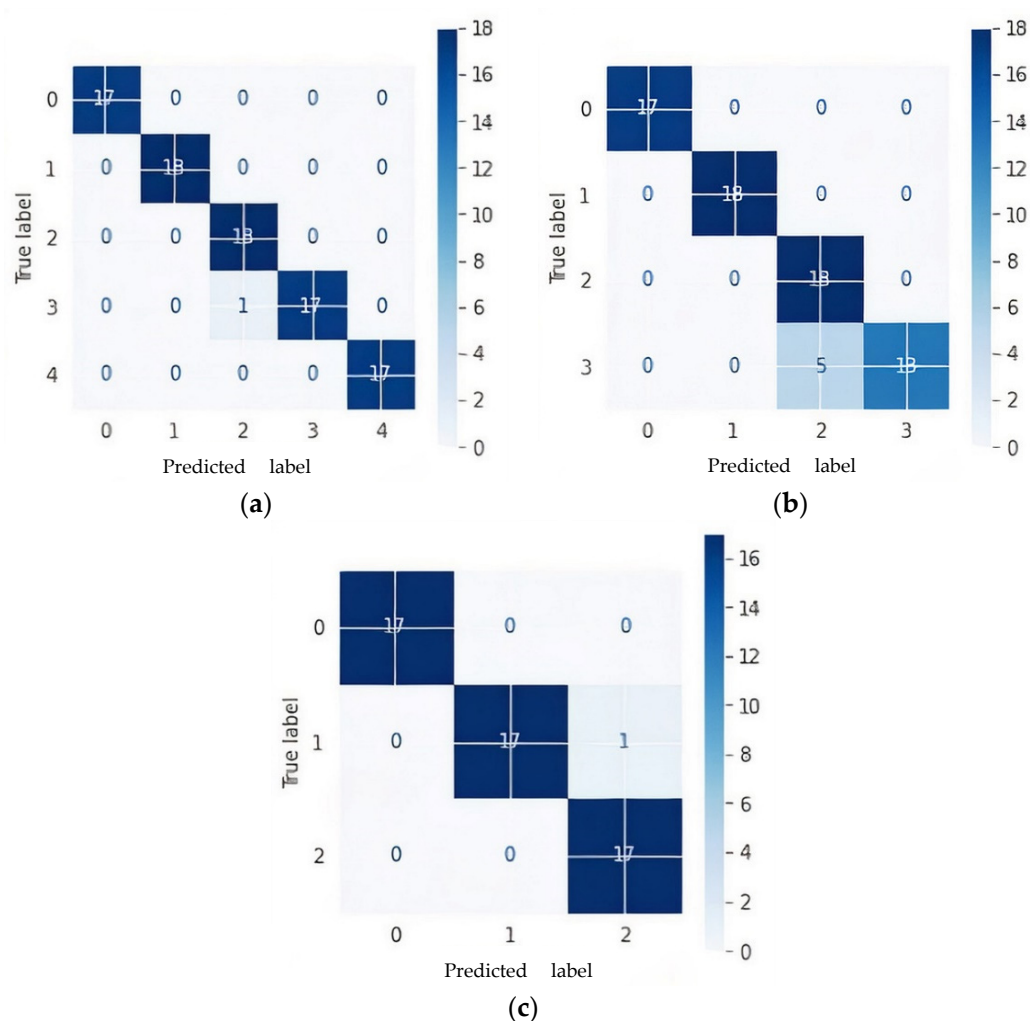 18
16
14
12
10
8
6
4
2
0
True label
0 17 0 0 0 0
1 0 18 0 0 0
2 0 0 18 0 0
3 0 0 1 17 0
4 0 0 0 0 17
0 1 2 3 4
Predicted label
(a)
18
16
14
12
10
8
6
4
2
0
True label
0 17 0 0 0
1 0 18 0 0
2 0 0 18 0
3 0 0 5 13
0 1 2 3
Predicted label
(b)
16
14
12
10
8
6
4
2
0
True label
0 17 0 0
1 0 17 1
2 0 0 17
0 1 2
Predicted label
(c)